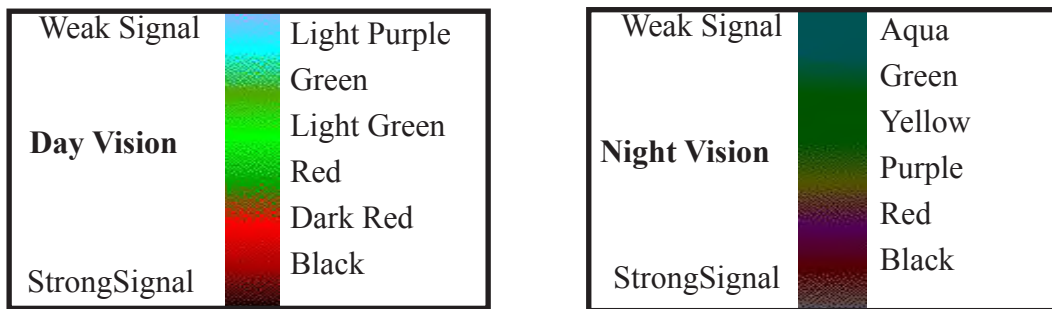 Weak Signal
Light Purple
Green
Light Green
Day Vision
Red
Dark Red
Black
StrongSignal
Weak Signal
Aqua
Green
Yellow
Night Vision
Purple
Red
Black
StrongSignal